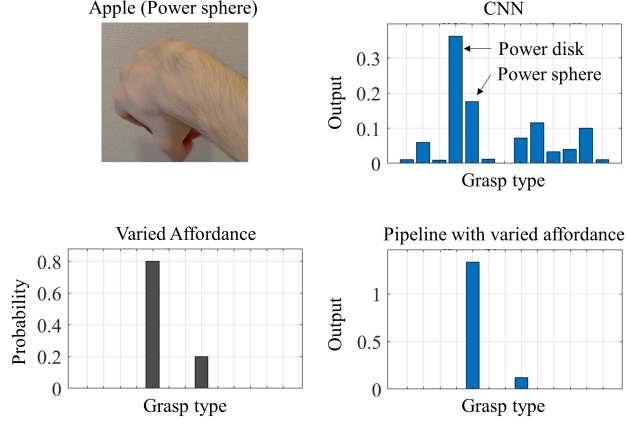 Apple (Power sphere)
CNN
Output
0.3
0.2
0.1
0
Power disk
Power sphere
Grasp type
Varied Affordance
Probability
0.8
0.6
0.4
0.2
0
Grasp type
Pipeline with varied affordance
Output
1
0.5
0
Grasp type